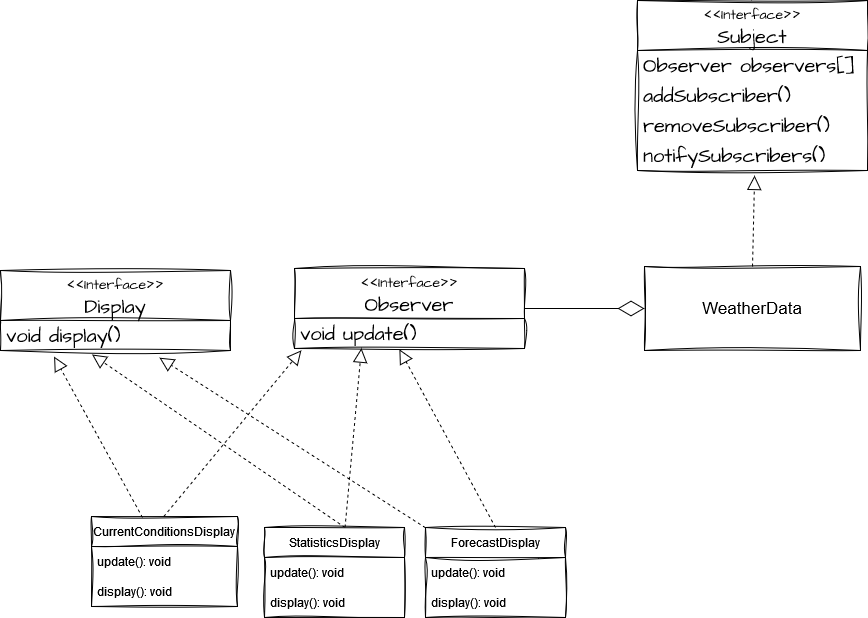 <<Interface>>
Subject
Observer observers[]
addSubscriber()
removeSubscriber()
notifySubscribers()
<<Interface>>
Display
void display()
<<Interface>>
Observer
void update()
WeatherData
CurrentConditionsDisplay
update(): void
display(): void
StatisticsDisplay
update(): void
display(): void
ForecastDisplay
update(): void
display(): void